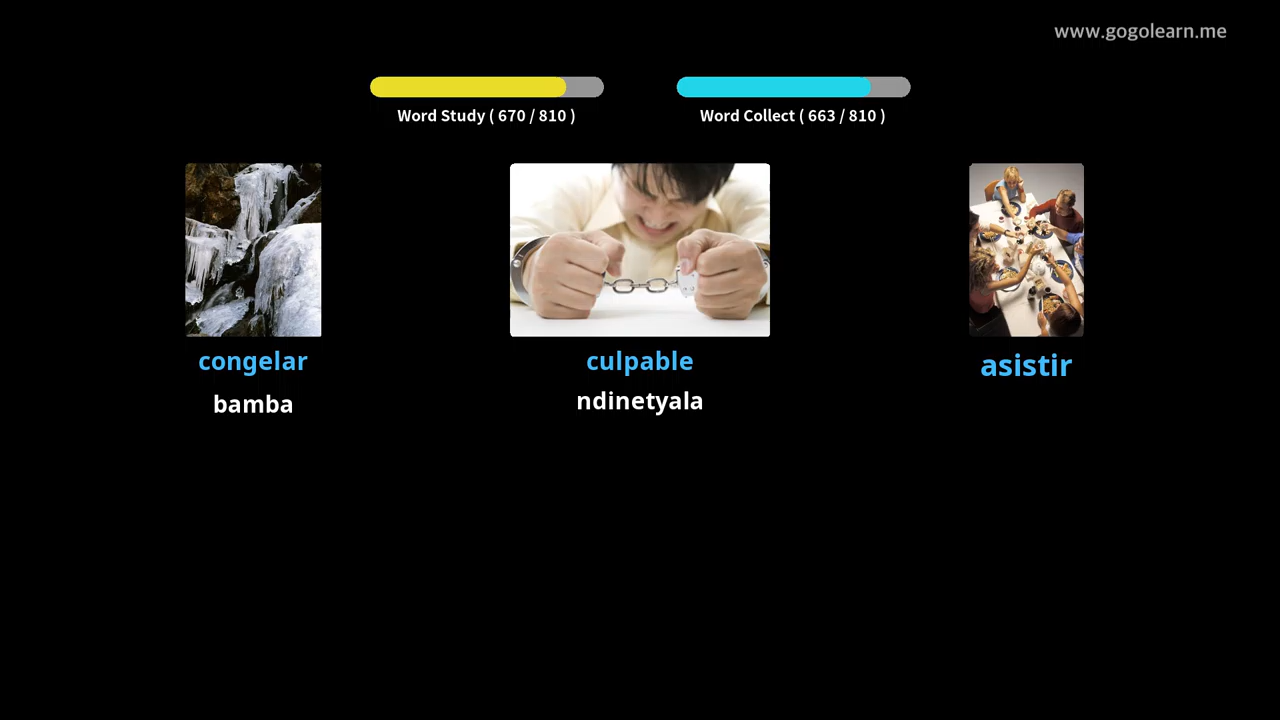 www.gogolearn.me
Word Study ( 670 / 810 )
Word Collect ( 663 / 810 )
congelar
bamba
culpable
ndinetyala
asistir